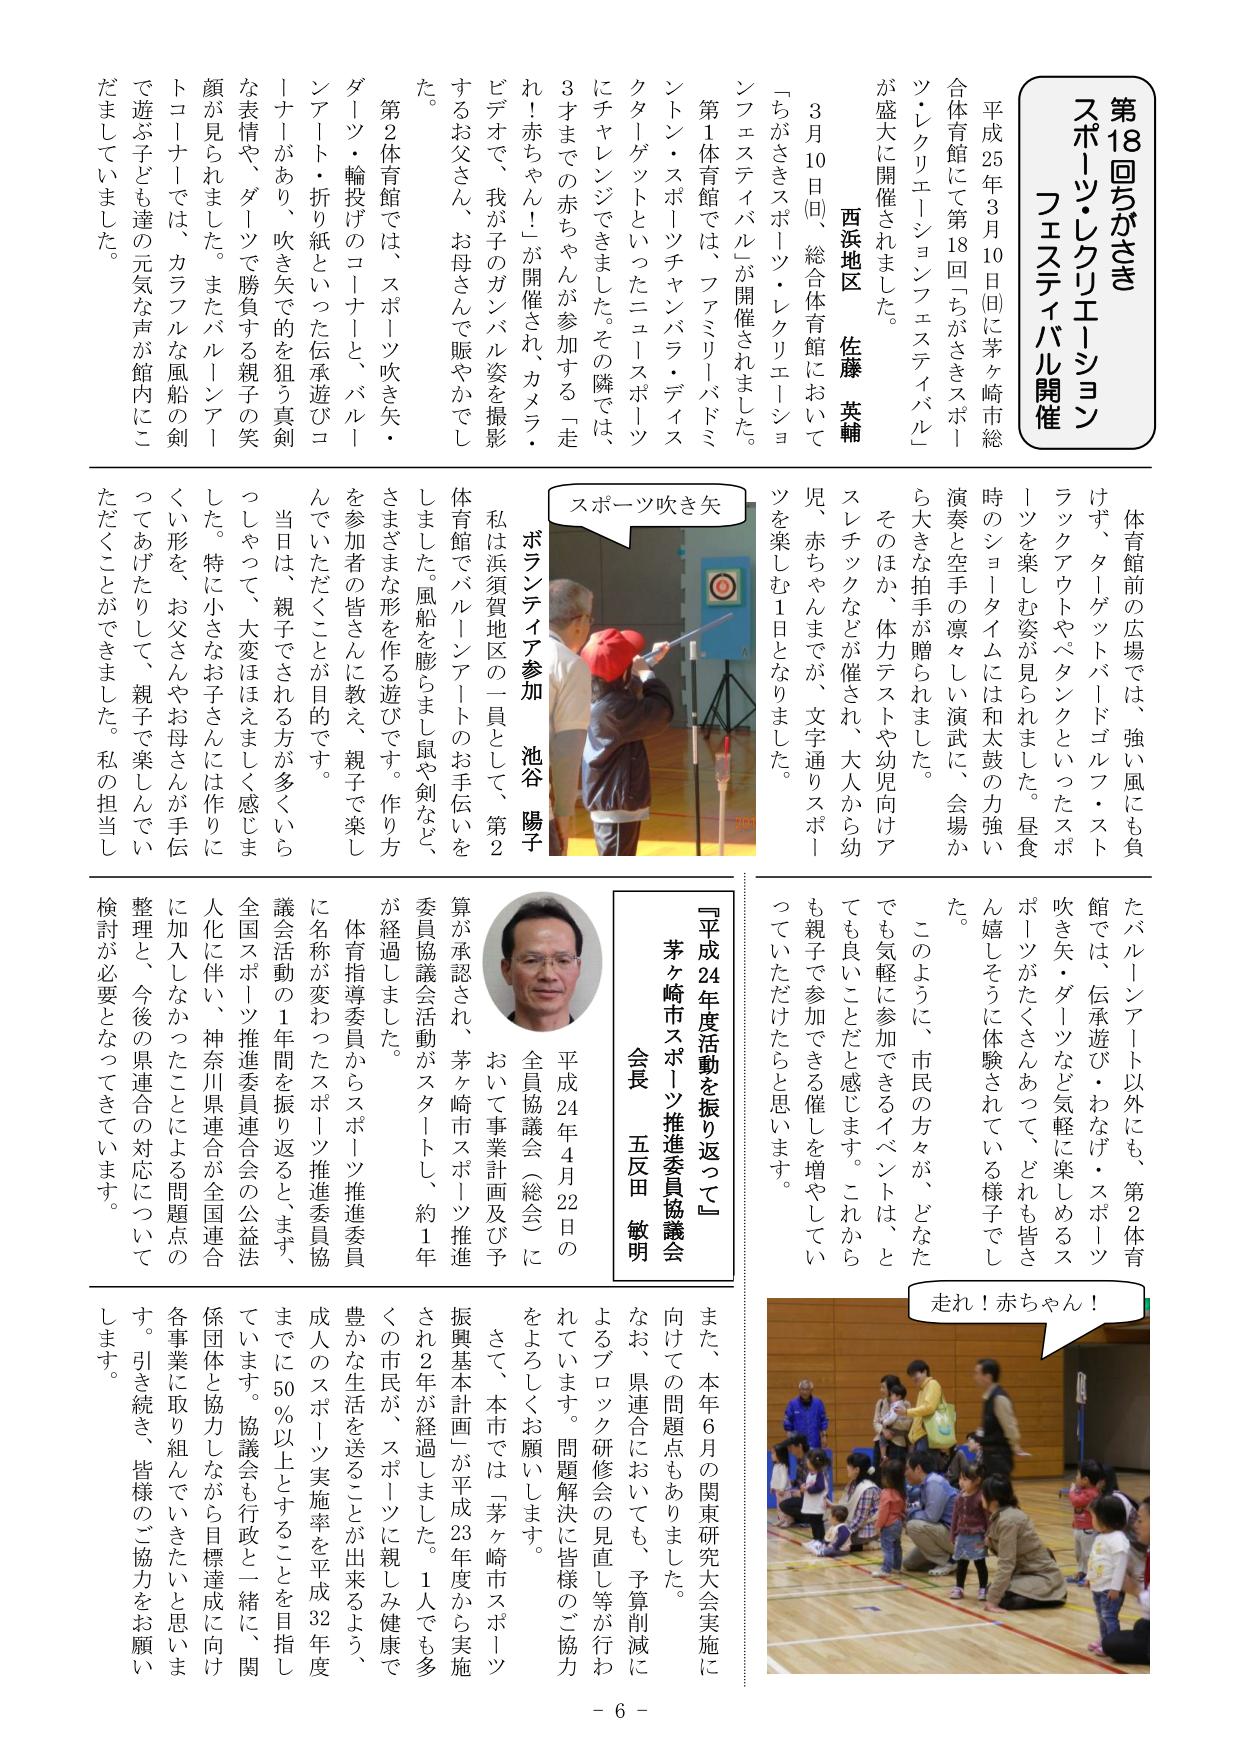 第18回ちがさき
スポーツ・レクリエーション
フェスティバル開催
平成25年3月10日(日)に茅ヶ崎市総
合体育館にて第18回「ちがさきスポー
ツ・レクリエーションフェスティバル」
が盛大に開催されました。
西浜地区　佐藤　英輔
3月10日(日)、総合体育館において
「ちがさきスポーツ・レクリエーショ
ンフェスティバル」が開催されました。
第1体育館では、ファミリーバドミ
ントン・スポーツチャンバラ・ディス
クターゲットといったニュースポーツ
にチャレンジできました。その隣では、
3才までの赤ちゃんが参加する「走
れ！赤ちゃん！」が開催され、カメラ・
ビデオで、我が子のガンバル姿を撮影
するお父さん、お母さんで賑やかでし
た。
第2体育館では、スポーツ吹き矢・
ダーツ・輪投げのコーナーと、バルー
ンアート・折り紙といった伝承遊びコ
ーナーがあり、吹き矢で的を狙う真剣
な表情や、ダーツで勝負する親子の笑
顔が見られました。またバルーンアー
トコーナーでは、カラフルな風船の剣
で遊ぶ子ども達の元気な声が館内にこ
だましていました。
体育館前の広場では、強い風にも負
けず、ターゲットバードゴルフ・スト
ラックアウトやペタンクといったスポ
ーツを楽しむ姿が見られました。昼食
時のショータイムには和太鼓の力強い
演奏と空手の凛々しい演武に、会場か
ら大きな拍手が贈られました。
そのほか、体力テストや幼児向けア
スレチックなどが催され、大人から幼
児、赤ちゃんまでが、文字通りスポー
ツを楽しむ1日となりました。
スポーツ吹き矢
ボランティア参加　池谷　陽子
私は浜須賀地区の一員として、第2
体育館でバルーンアートのお手伝いを
しました。風船を膨らまし鼠や剣など、
さまざまな形を作る遊びです。作り方
を参加者の皆さんに教え、親子で楽し
んでいただくことが目的です。
当日は、親子でされる方が多くいら
っしゃって、大変ほほえましく感じま
した。特に小さなお子さんには作りに
くい形を、お父さんやお母さんが手伝
ってあげたりして、親子で楽しんでい
ただくことができました。私の担当し
たバルーンアート以外にも、第2体育
館では、伝承遊び・わなげ・スポーツ
吹き矢・ダーツなど気軽に楽しめるス
ポーツがたくさんあって、どれも皆さ
ん嬉しそうに体験されている様子でし
た。
このように、市民の方々が、どなた
でも気軽に参加できるイベントは、と
ても良いことだと感じます。これから
も親子で参加できる催しを増やしてい
っていただけたらと思います。
走れ！赤ちゃん！
『平成24年度活動を振り返って』
茅ヶ崎市スポーツ推進委員協議会
会長　五反田　敏明
平成24年4月22日の
全員協議会（総会）に
おいて事業計画及び予
算が承認され、茅ヶ崎市スポーツ推進
委員協議会活動がスタートし、約1年
が経過しました。
体育指導委員からスポーツ推進委員
に名称が変わったスポーツ推進委員協
議会活動の1年間を振り返ると、まず、
全国スポーツ推進委員連合会の公益法
人化に伴い、神奈川県連合が全国連合
に加入しなかったことによる問題点の
整理と、今後の県連合の対応について
検討が必要となってきています。
また、本年6月の関東研究大会実施に
向けての問題点もありました。
なお、県連合においても、予算削減に
よるブロック研修会の見直し等が行わ
れています。問題解決に皆様のご協力
をよろしくお願いします。
さて、本市では「茅ヶ崎市スポーツ
振興基本計画」が平成23年度から実施
され2年が経過しました。1人でも多
くの市民が、スポーツに親しみ健康で
豊かな生活を送ることが出来るよう、
成人のスポーツ実施率を平成32年度
までに50％以上とすることを目指し
ています。協議会も行政と一緒に、関
係団体と協力しながら目標達成に向け
各事業に取り組んでいきたいと思いま
す。引き続き、皆様のご協力をお願い
します。
- 6 -